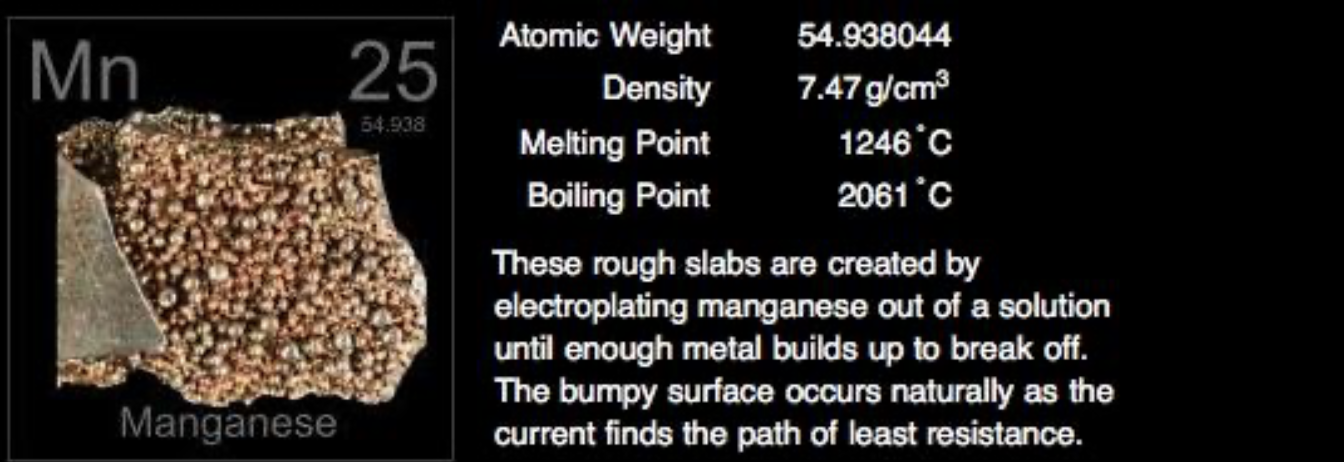 Mn 25
54.938
Manganese
Atomic Weight 54.938044
Density 7.47 g/cm³
Melting Point 1246 °C
Boiling Point 2061 °C
These rough slabs are created by
electroplating manganese out of a solution
until enough metal builds up to break off.
The bumpy surface occurs naturally as the
current finds the path of least resistance.